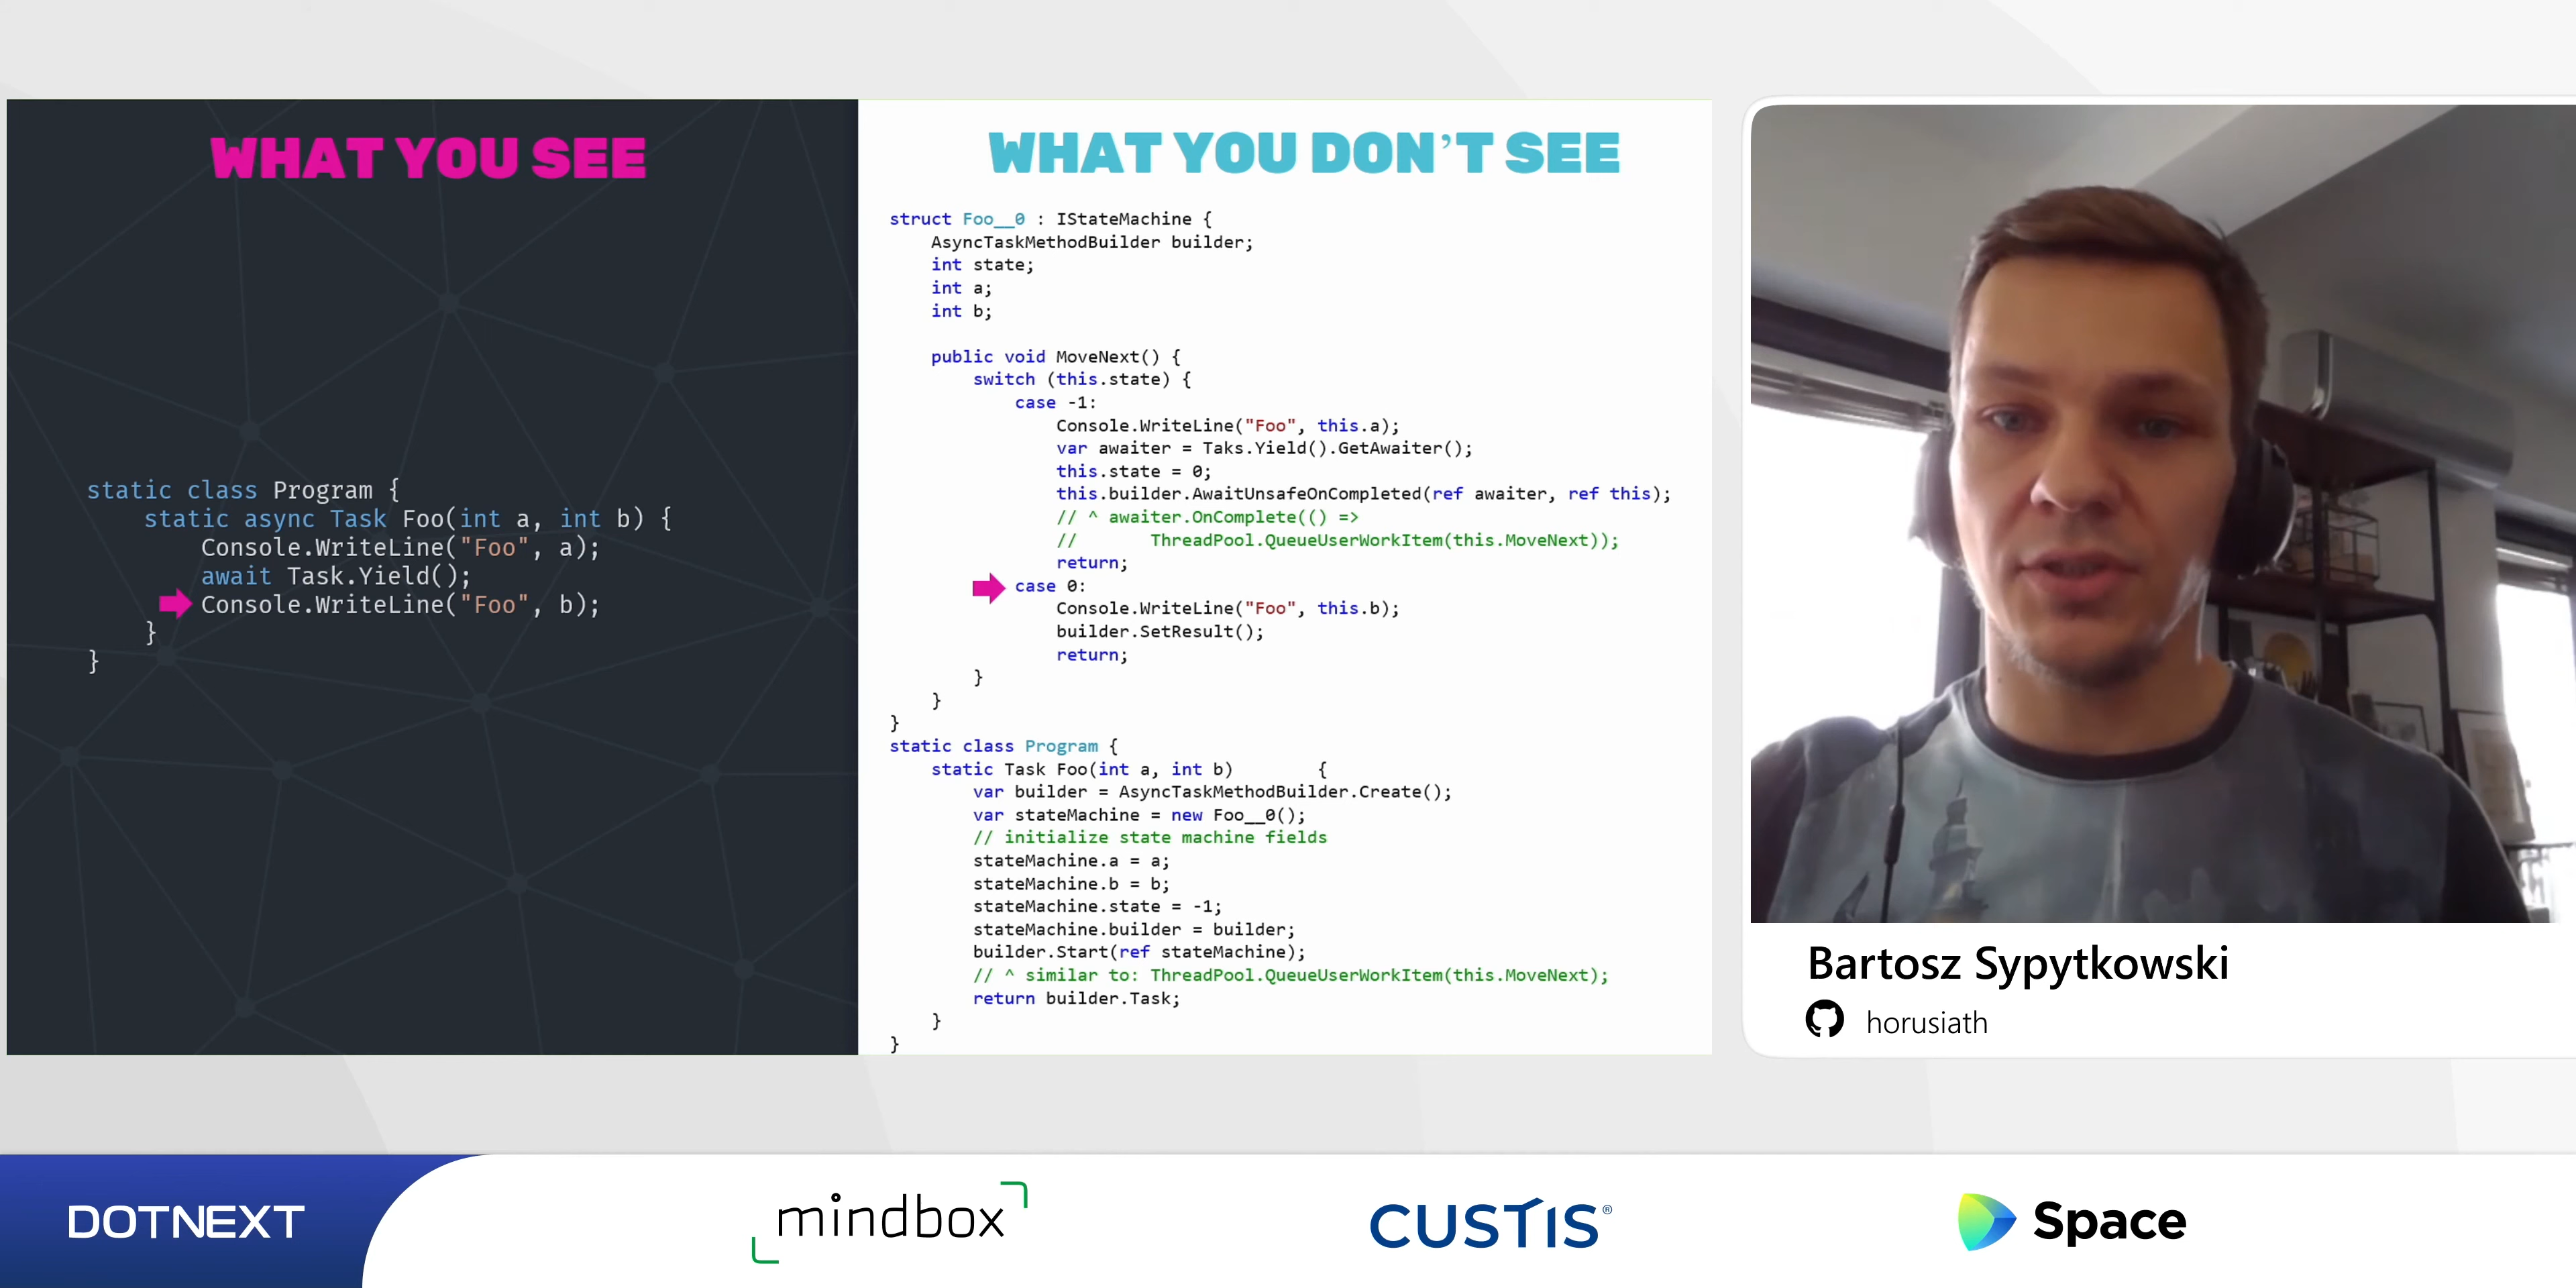 WHAT YOU SEE
static class Program {
static async Task Foo(int a, int b) {
Console.WriteLine("Foo", a);
await Task.Yield();
Console.WriteLine("Foo", b);
}
}
WHAT YOU DON’T SEE
struct Foo__0 : IStateMachine {
AsyncTaskMethodBuilder builder;
int state;
int a;
int b;
public void MoveNext() {
switch (this.state) {
case -1:
Console.WriteLine("Foo", this.a);
var awaiter = Taks.Yield().GetAwaiter();
this.state = 0;
this.builder.AwaitUnsafeOnCompleted(ref awaiter, ref this);
// ^ awaiter.OnComplete(() =>
// ThreadPool.QueueUserWorkItem(this.MoveNext));
return;
case 0:
Console.WriteLine("Foo", this.b);
builder.SetResult();
return;
}
}
}
static class Program {
static Task Foo(int a, int b) {
var builder = AsyncTaskMethodBuilder.Create();
var stateMachine = new Foo__0();
// initialize state machine fields
stateMachine.a = a;
stateMachine.b = b;
stateMachine.state = -1;
stateMachine.builder = builder;
builder.Start(ref stateMachine);
// ^ similar to: ThreadPool.QueueUserWorkItem(this.MoveNext);
return builder.Task;
}
}
Bartosz Sypytkowski
horusiath
DOTNEXT
mindbox
CUSTIS®
Space